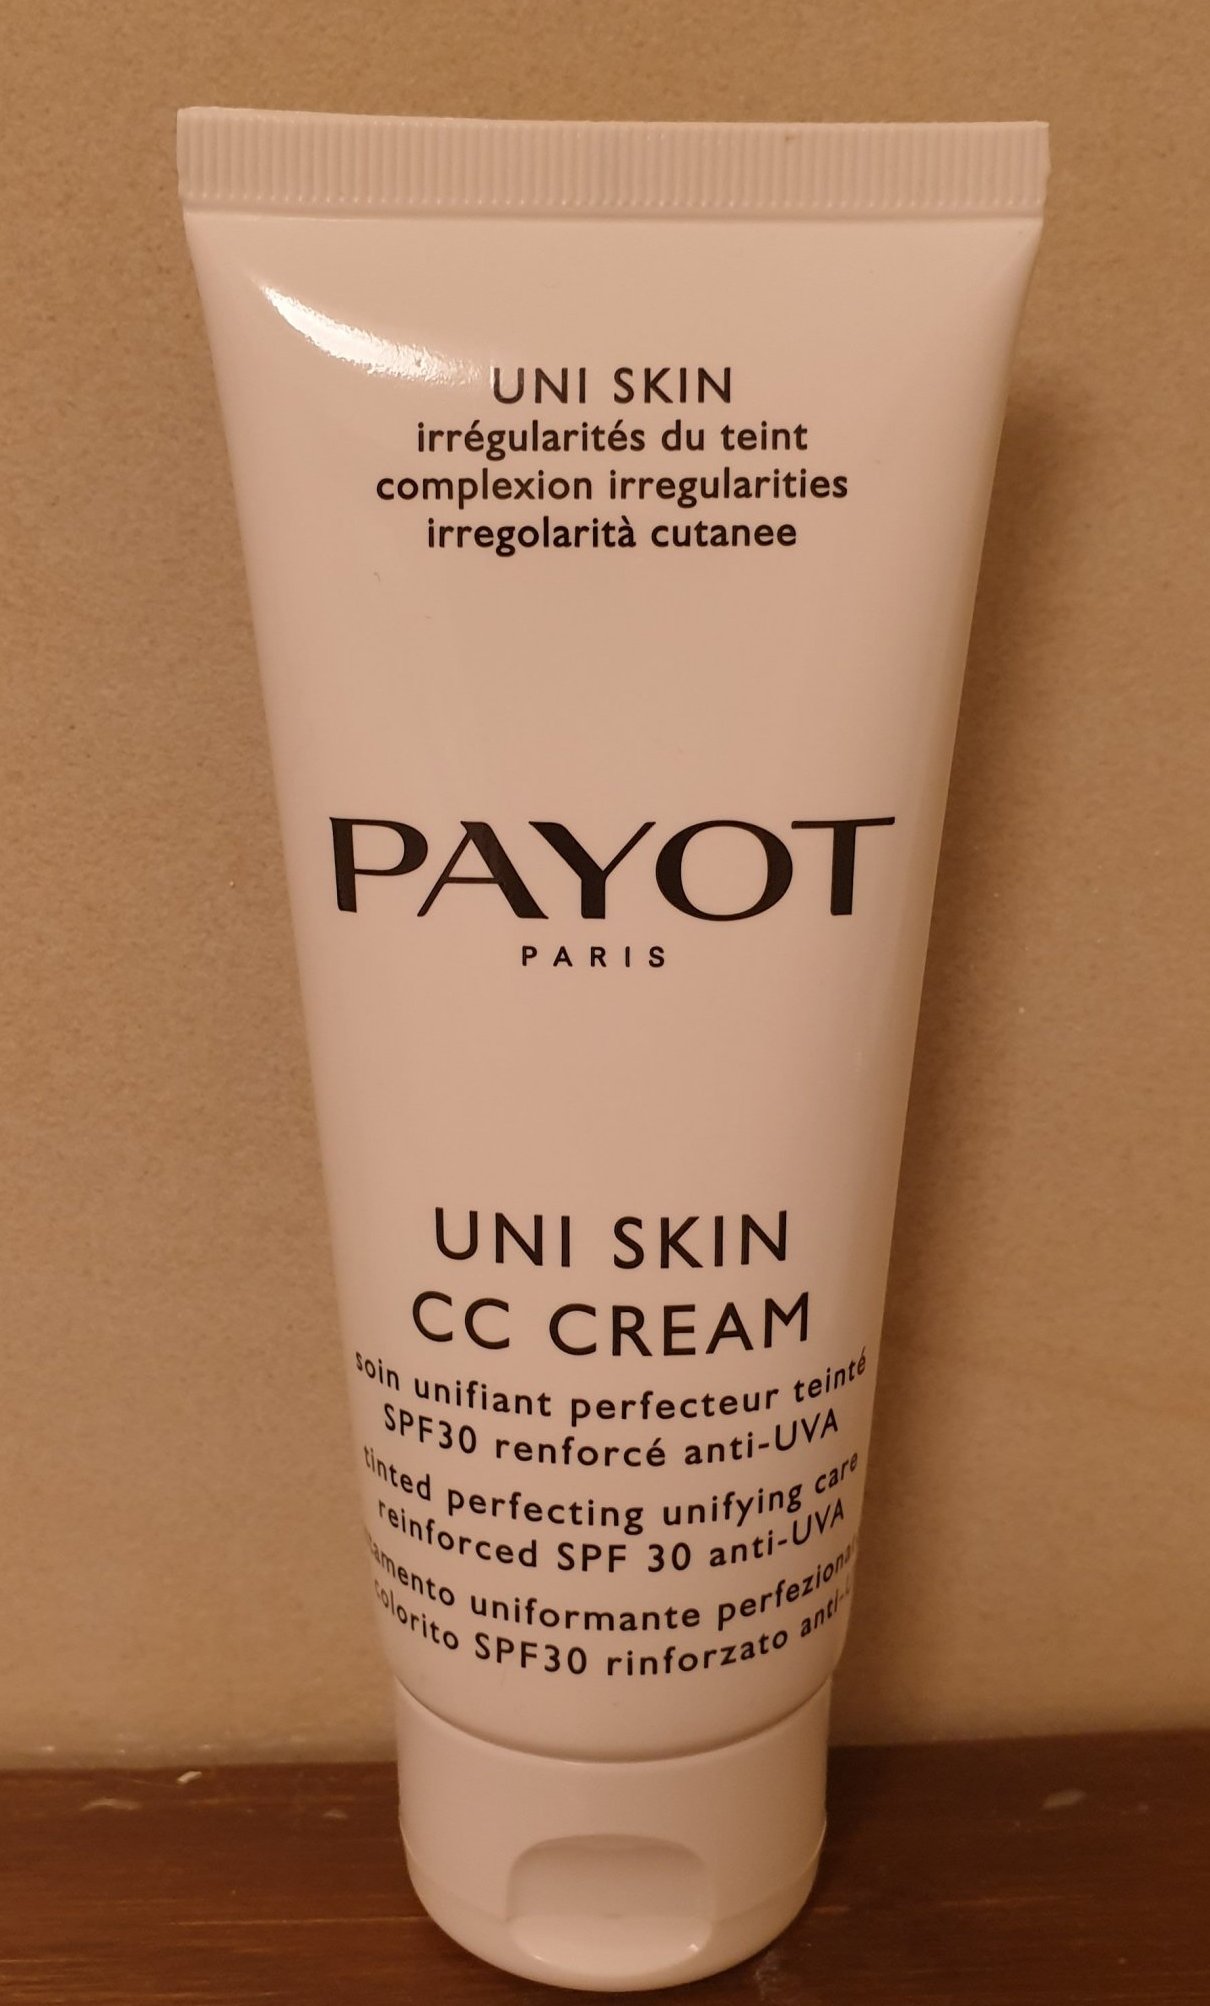 UNI SKIN
irrégularités du teint
complexion irregularities
irregolarità cutanee
PAYOT
PARIS
UNI SKIN
CC CREAM
soin unifiant perfecteur teinté
SPF30 renforcé anti-UVA
tinted perfecting unifying care
reinforced SPF 30 anti-UVA
uniformante
colorito SPF30 rinforzato